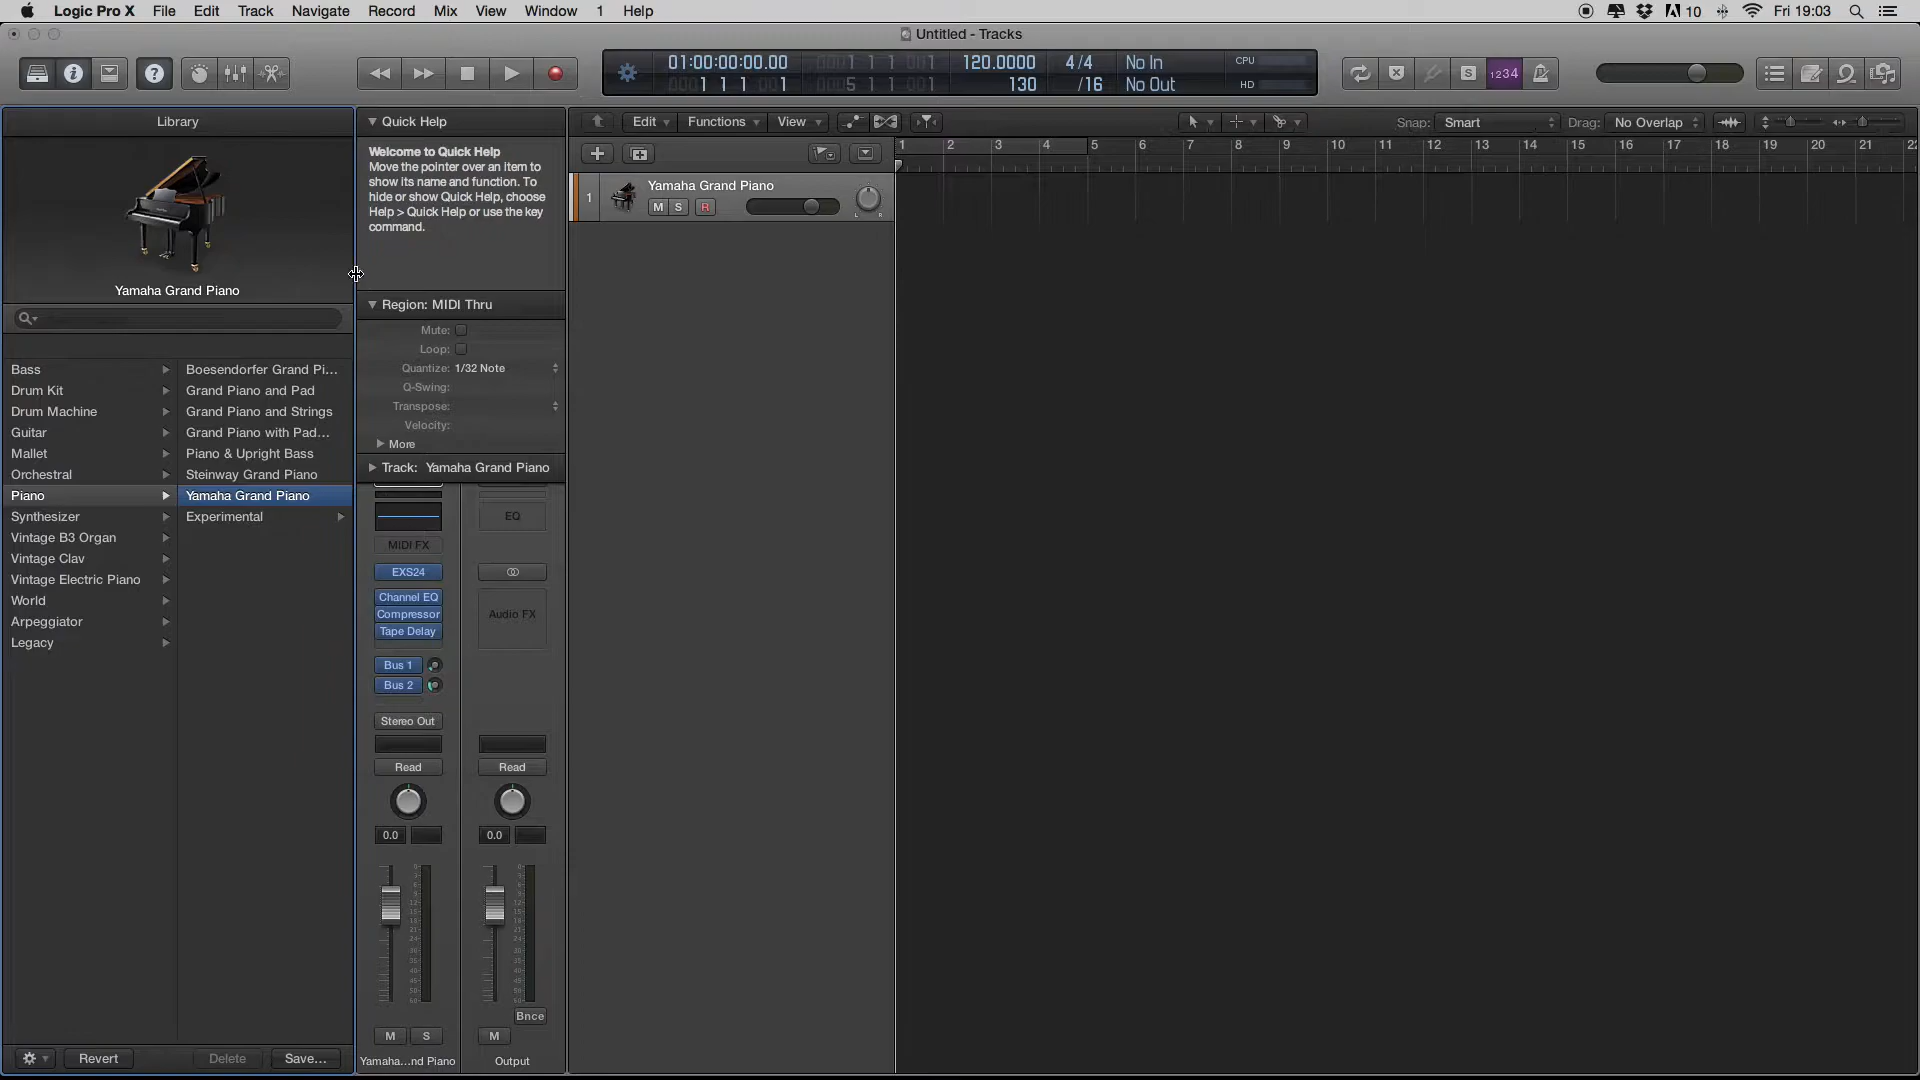 Logic Pro X File Edit Track Navigate Record Mix View Window 1 Help
10 Fri 19:03
Untitled - Tracks
01:00:00:00.00 120.0000 4/4 No In CPU
1 1 1 1 130 /16 No Out HD
1234
Library
Quick Help
Edit Functions View
Snap: Smart Drag: No Overlap
Welcome to Quick Help
Move the pointer over an item to
show its name and function. To
hide or show Quick Help, choose
Help > Quick Help or use the key
command.
1 2 3 4 5 6 7 8 9 10 11 12 13 14 15 16 17 18 19 20 21 22
1 Yamaha Grand Piano
M S R
L R
Yamaha Grand Piano
Region: MIDI Thru
Mute:
Loop:
Quantize: 1/32 Note
Q-Swing:
Transpose:
Velocity:
More
Track: Yamaha Grand Piano
Bass
Drum Kit
Drum Machine
Guitar
Mallet
Orchestral
Piano
Synthesizer
Vintage B3 Organ
Vintage Clav
Vintage Electric Piano
World
Arpeggiator
Legacy
Boesendorfer Grand Pi...
Grand Piano and Pad
Grand Piano and Strings
Grand Piano with Pad...
Piano & Upright Bass
Steinway Grand Piano
Yamaha Grand Piano
Experimental
EQ
MIDI FX
EXS24
Channel EQ
Compressor
Tape Delay
Audio FX
Bus 1
Bus 2
Stereo Out
Read Read
0.0 0.0
Bnce
M S M
Yamaha...nd Piano Output
Revert Delete Save...